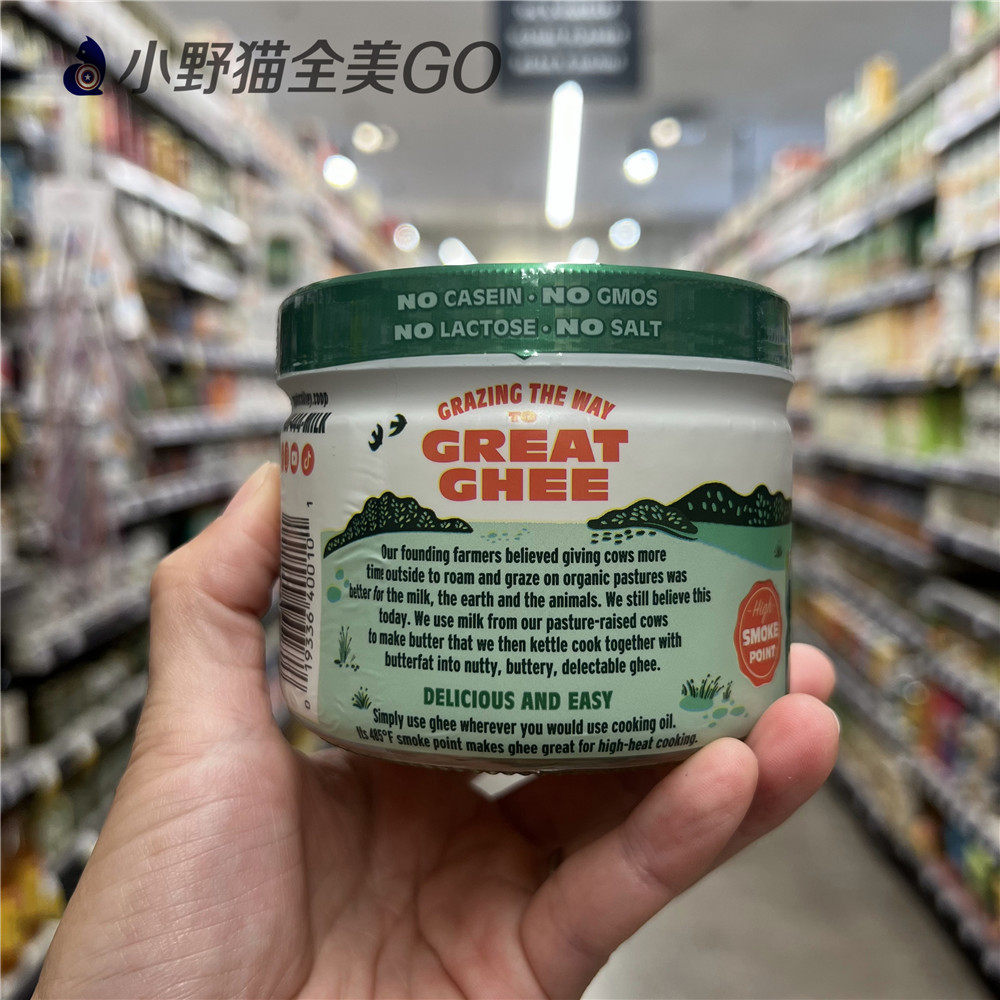 小野猫全美GO
NO CASEIN • NO GMOS
NO LACTOSE • NO SALT
GRAZING THE WAY
TO
GREAT
GHEE
Our founding farmers believed giving cows more
time outside to roam and graze on organic pastures was
better for the milk, the earth and the animals. We still believe this
today. We use milk from our pasture-raised cows
to make butter that we then kettle cook together with
butterfat into nutty, buttery, delectable ghee.
DELICIOUS AND EASY
Simply use ghee wherever you would use cooking oil.
Its 485°F smoke point makes ghee great for high-heat cooking.
High
SMOKE
POINT
0 93366 40010 1